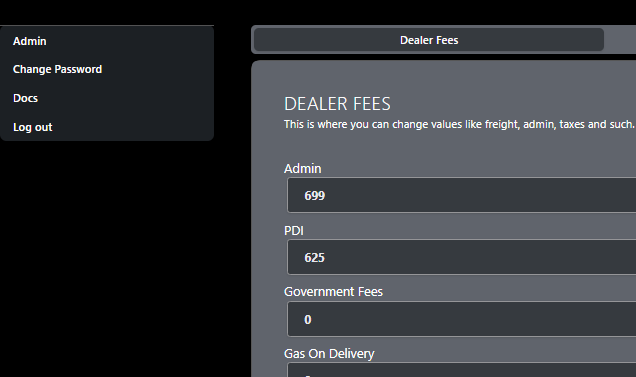 Admin
Change Password
Docs
Log out
Dealer Fees
DEALER FEES
This is where you can change values like freight, admin, taxes and such.
Admin
699
PDI
625
Government Fees
0
Gas On Delivery